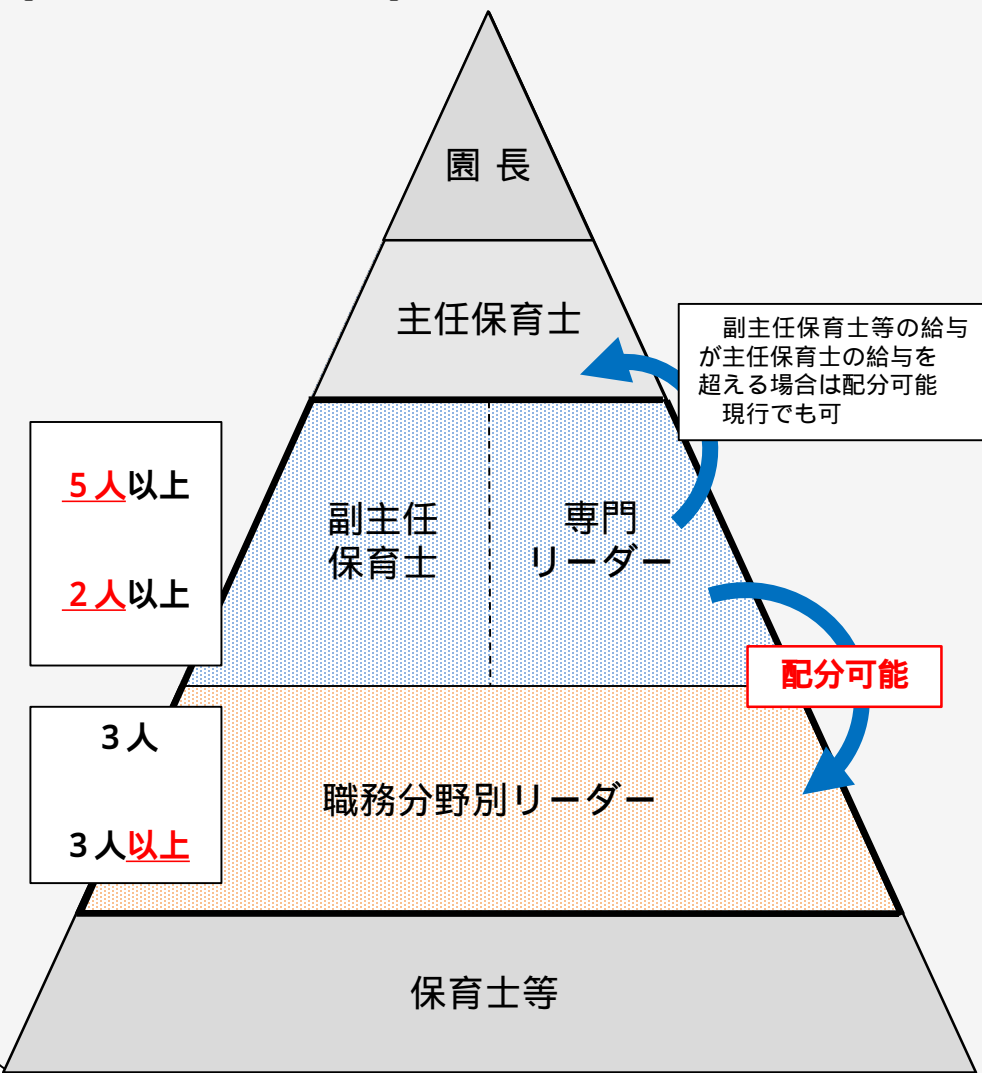 園 長
主任保育士
副主任保育士等の給与
が主任保育士の給与を
超える場合は配分可能
現行でも可
5人以上
2人以上
副主任
保育士
専門
リーダー
配分可能
3人
3人以上
職務分野別リーダー
保育士等